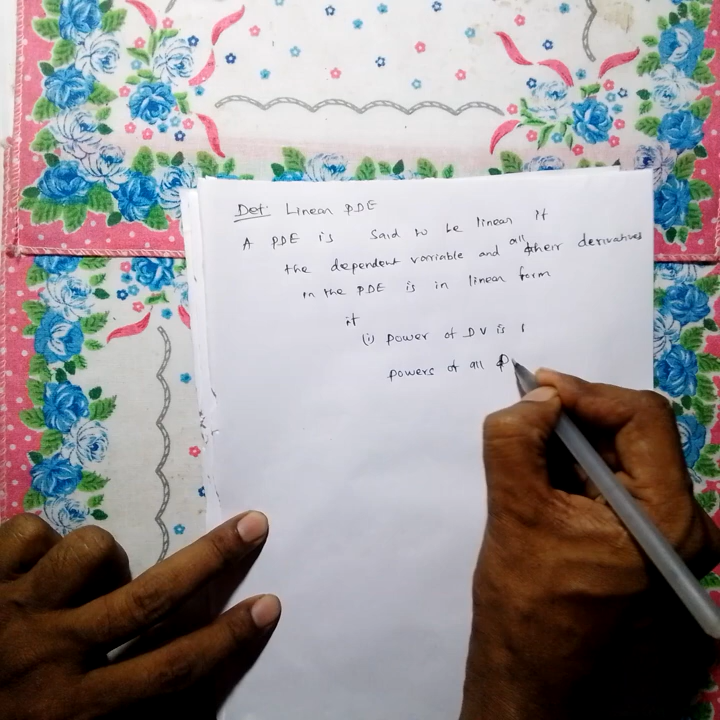 Def: Linear PDE
A PDE is said to be linear if
the dependent variable and all their derivatives
in the PDE is in linear form
if
(i) power of DV is 1
powers of all